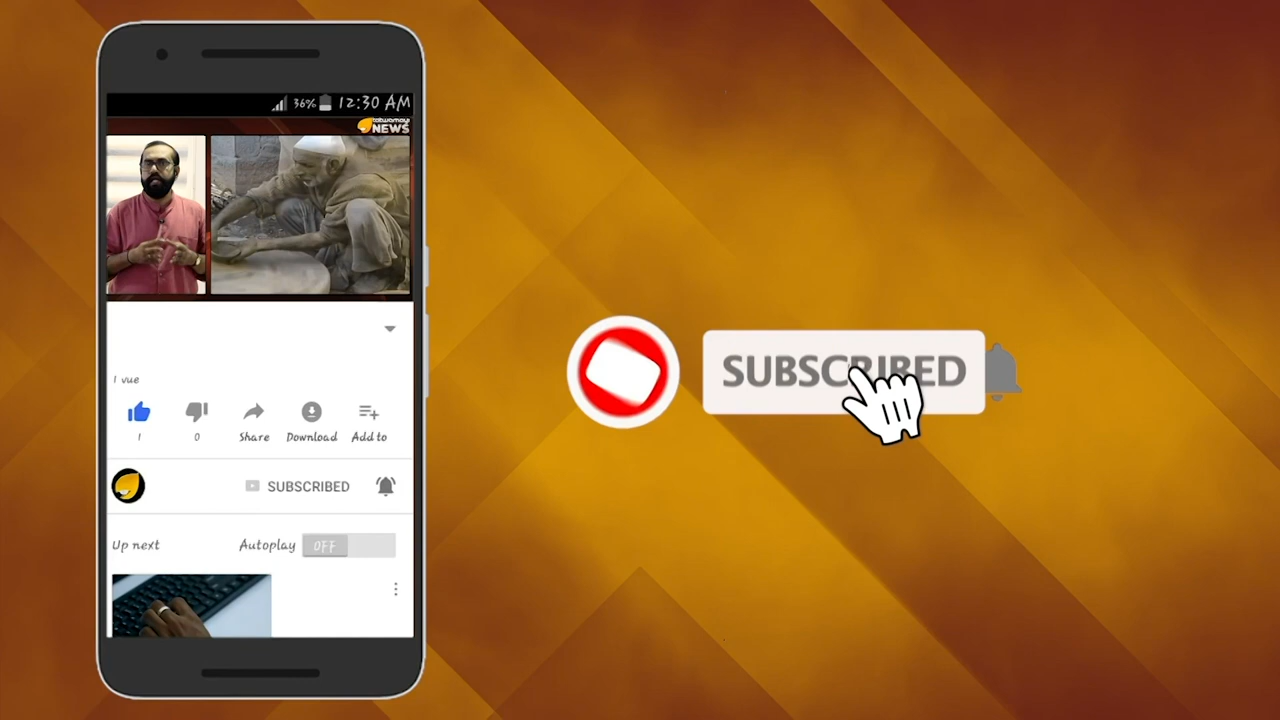 36% 12:30 AM
tatwamayi
NEWS
1 vue
1
0
Share
Download
Add to
SUBSCRIBED
Up next
Autoplay
OFF
SUBSCRIBED